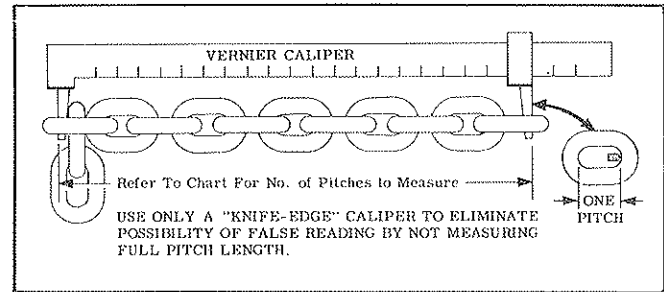 VERNIER CALIPER
Refer To Chart For No. of Pitches to Measure
ONE
PITCH
USE ONLY A "KNIFE-EDGE" CALIPER TO ELIMINATE
POSSIBILITY OF FALSE READING BY NOT MEASURING
FULL PITCH LENGTH.